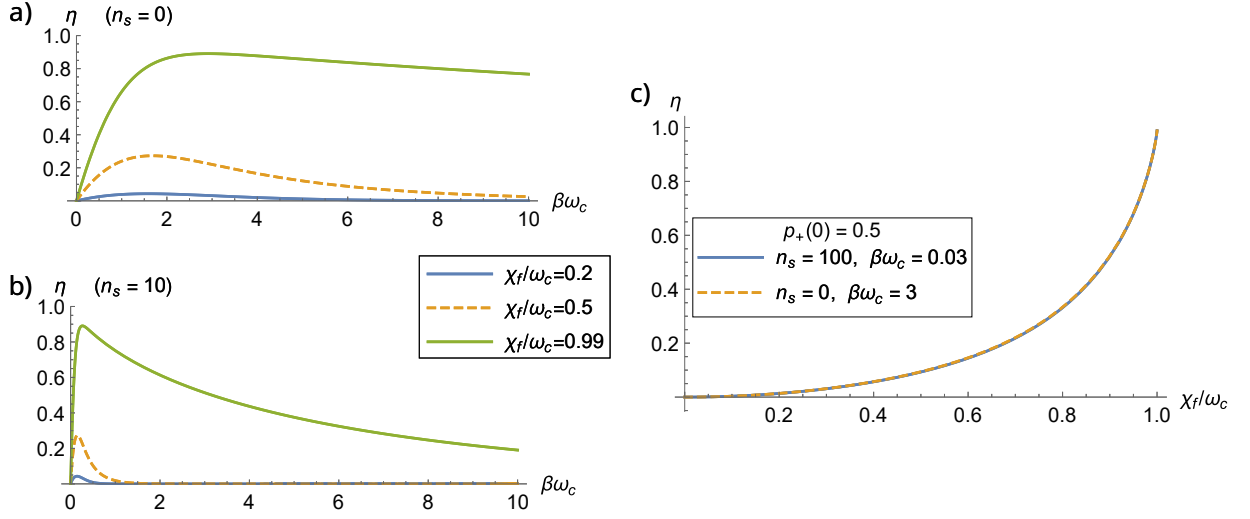 a) η (n_s = 0)
1.0
0.8
0.6
0.4
0.2
0 2 4 6 8 10 βω_c
b) η (n_s = 10)
1.0
0.8
0.6
0.4
0.2
0 2 4 6 8 10 βω_c
χ_f/ω_c=0.2
χ_f/ω_c=0.5
χ_f/ω_c=0.99
c) η
1.0
0.8
0.6
0.4
0.2
0.2 0.4 0.6 0.8 1.0 χ_f/ω_c
p_+(0) = 0.5
n_s = 100, βω_c = 0.03
n_s = 0, βω_c = 3